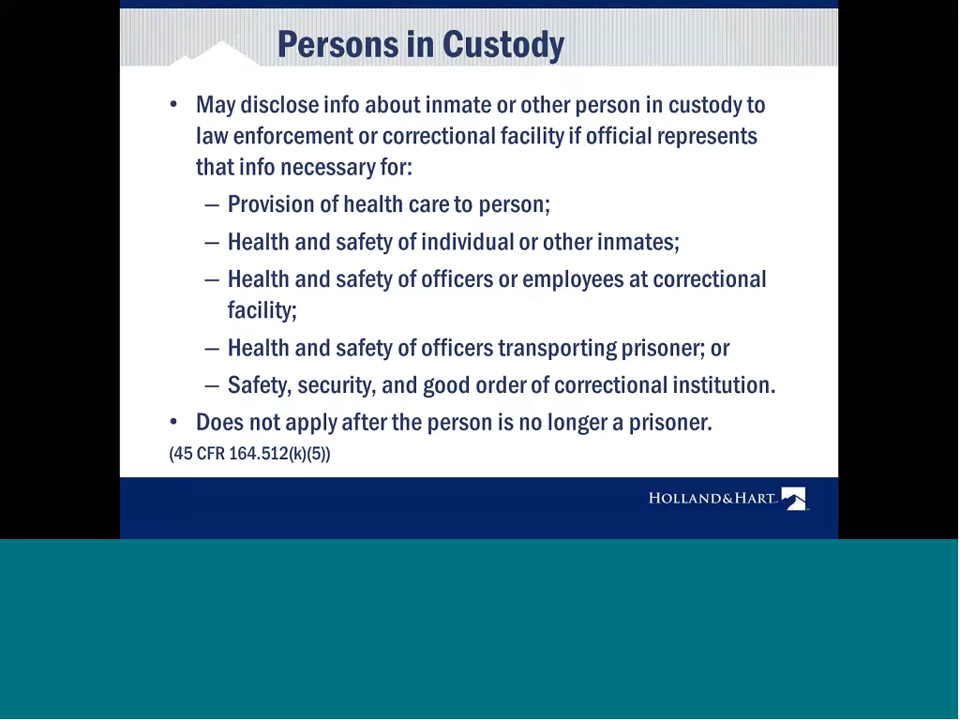 Persons in Custody
• May disclose info about inmate or other person in custody to
law enforcement or correctional facility if official represents
that info necessary for:
– Provision of health care to person;
– Health and safety of individual or other inmates;
– Health and safety of officers or employees at correctional
facility;
– Health and safety of officers transporting prisoner; or
– Safety, security, and good order of correctional institution.
• Does not apply after the person is no longer a prisoner.
(45 CFR 164.512(k)(5))
HOLLAND&HART